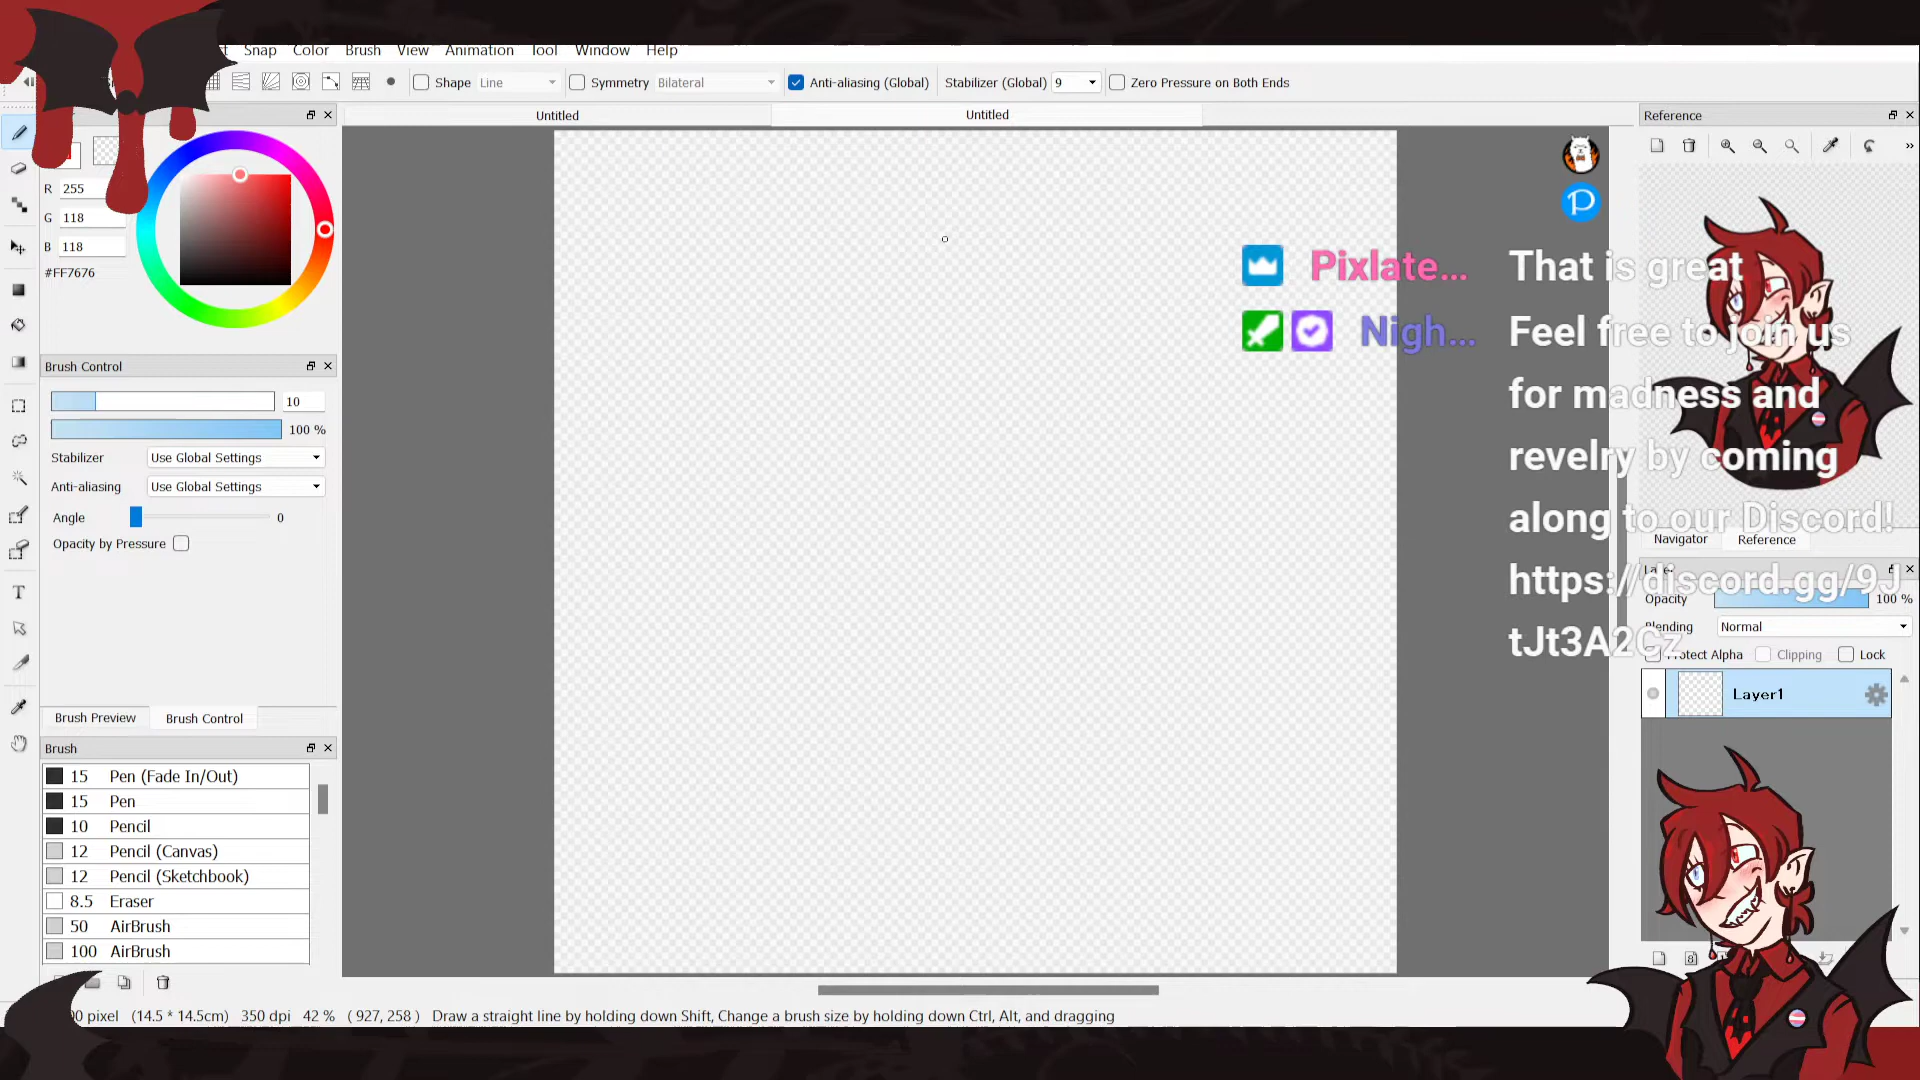 Snap Color Brush View Animation Tool Window Help
Shape Line Symmetry Bilateral Anti-aliasing (Global) Stabilizer (Global) 9 Zero Pressure on Both Ends
Untitled Untitled
Reference
R 255
G 118
B 118
#FF7676
Pixlate... That is great
Nigh... Feel free to join us
for madness and
revelry by coming
along to our Discord!
https://discord.gg/9J
tJt3A2Cz
Brush Control
10
100 %
Stabilizer Use Global Settings
Anti-aliasing Use Global Settings
Angle 0
Opacity by Pressure
Brush Preview Brush Control
Brush
15 Pen (Fade In/Out)
15 Pen
10 Pencil
12 Pencil (Canvas)
12 Pencil (Sketchbook)
8.5 Eraser
50 AirBrush
100 AirBrush
Navigator Reference
Opacity 100 %
Blending Normal
Protect Alpha Clipping Lock
Layer1
pixel (14.5 * 14.5cm) 350 dpi 42 % ( 927, 258 ) Draw a straight line by holding down Shift, Change a brush size by holding down Ctrl, Alt, and dragging